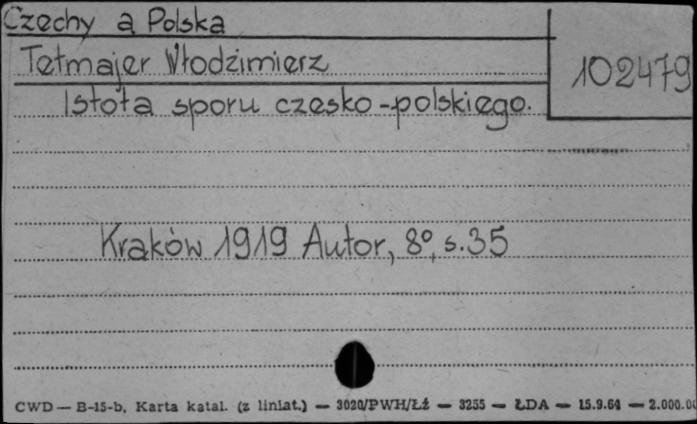 Czechy a Polska
Tetmajer Włodzimierz
102479
Istota sporu czesko-polskiego.
Kraków 1919 Autor, 8°, s.35
CWD — B-15-b, Karta katal. (z liniat.) — 3020/PWH/ŁŻ — 3255 — ŁDA — 15.9.64 — 2.000.00